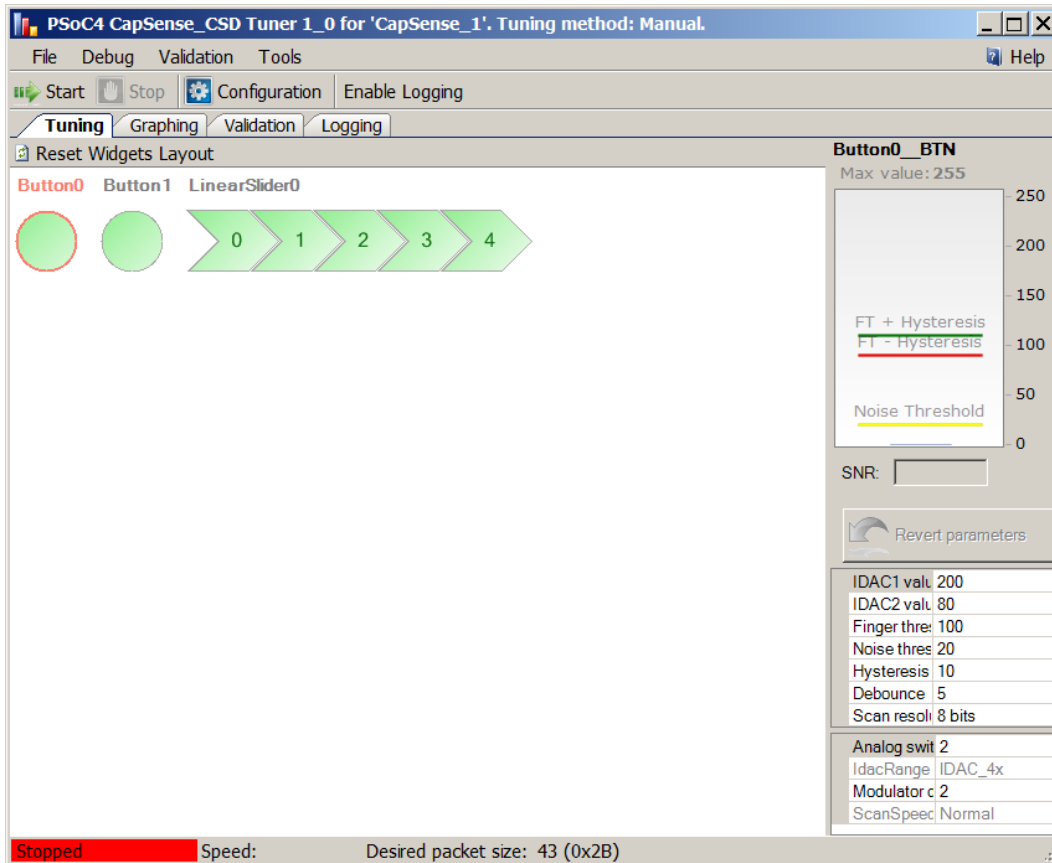 PSoC4 CapSense_CSD Tuner 1_0 for 'CapSense_1'. Tuning method: Manual.
File Debug Validation Tools Help
Start Stop Configuration Enable Logging
Tuning Graphing Validation Logging
Reset Widgets Layout
Button0 Button1 LinearSlider0
0 1 2 3 4
Button0__BTN
Max value: 255
250
200
150
FT + Hysteresis
FT - Hysteresis
100
50
Noise Threshold
0
SNR:
Revert parameters
IDAC1 valu 200
IDAC2 valu 80
Finger thres 100
Noise thres 20
Hysteresis 10
Debounce 5
Scan resolu 8 bits
Analog swit 2
IdacRange IDAC_4x
Modulator c 2
ScanSpeed Normal
Stopped Speed: Desired packet size: 43 (0x2B)